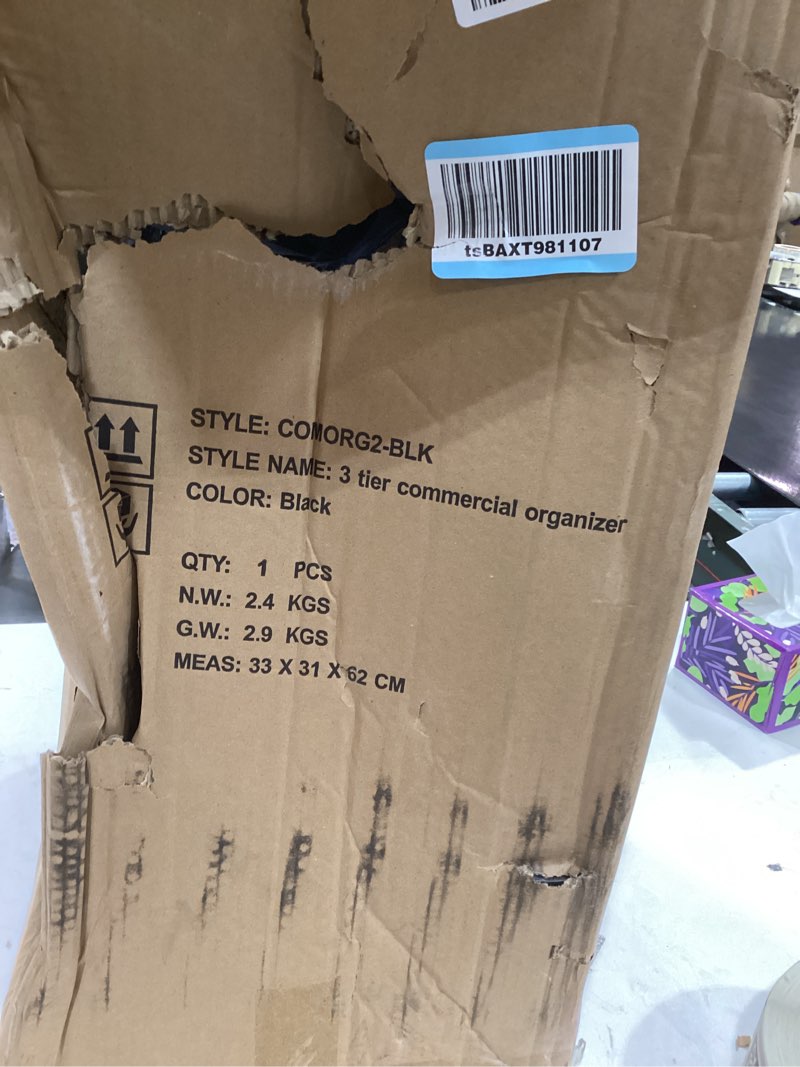 tsBAXT981107
STYLE: COMORG2-BLK
STYLE NAME: 3 tier commercial organizer
COLOR: Black
QTY: 1 PCS
N.W.: 2.4 KGS
G.W.: 2.9 KGS
MEAS: 33 X 31 X 62 CM